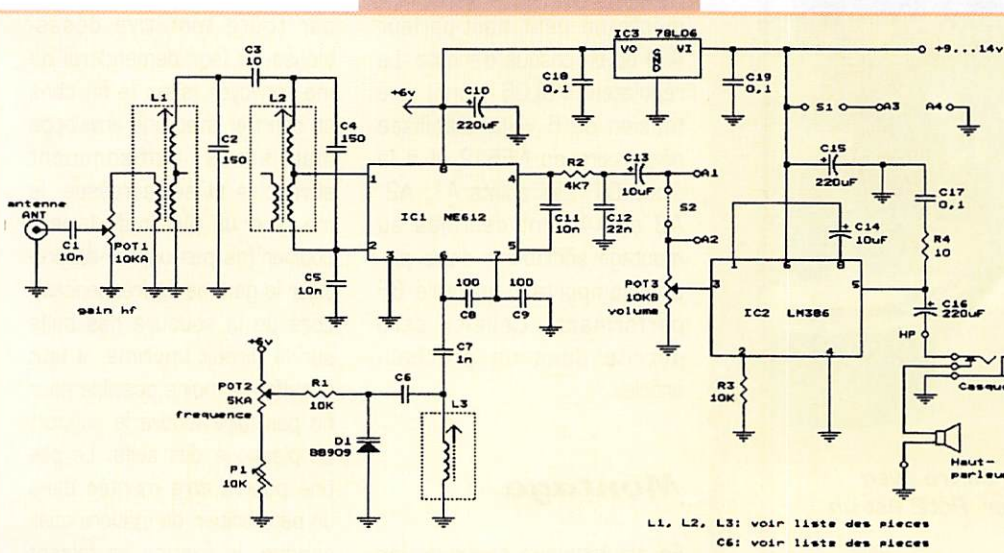 IC3 78L06
VO VI
GND
C18
0,1
C19
0,1
+9...14v
+6v
C10
220uF
S1
A3
A4
C3
10
L1
L2
C2
150
C4
150
8
1
4
IC1 NE612
2
5
3
6
7
R2
4K7
C13
10uF
A1
S2
A2
C11
10n
C12
22n
C15
220uF
C17
0,1
R4
10
C14
10uF
1
6
8
antenne
ANT
C1
10n
POT1
10KA
gain hf
C5
10n
100
C8
100
C9
C7
1n
POT3
10KB
volume
3
5
IC2 LM386
2
4
C16
220uF
HP
R3
10K
+6v
POT2
5KA
frequence
R1
10K
C6
L3
D1
BB909
P1
10K
Casque
Haut-
parleur
L1, L2, L3: voir liste des pieces
C6: voir liste des pieces